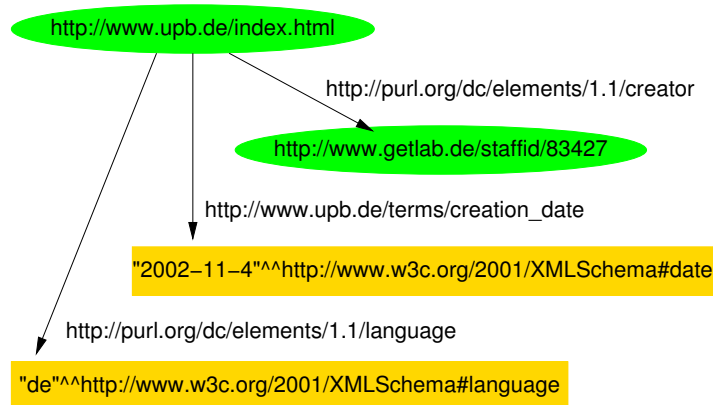 http://www.upb.de/index.html
http://purl.org/dc/elements/1.1/creator
http://www.getlab.de/staffid/83427
http://www.upb.de/terms/creation_date
"2002−11−4"^^http://www.w3c.org/2001/XMLSchema#date
http://purl.org/dc/elements/1.1/language
"de"^^http://www.w3c.org/2001/XMLSchema#language